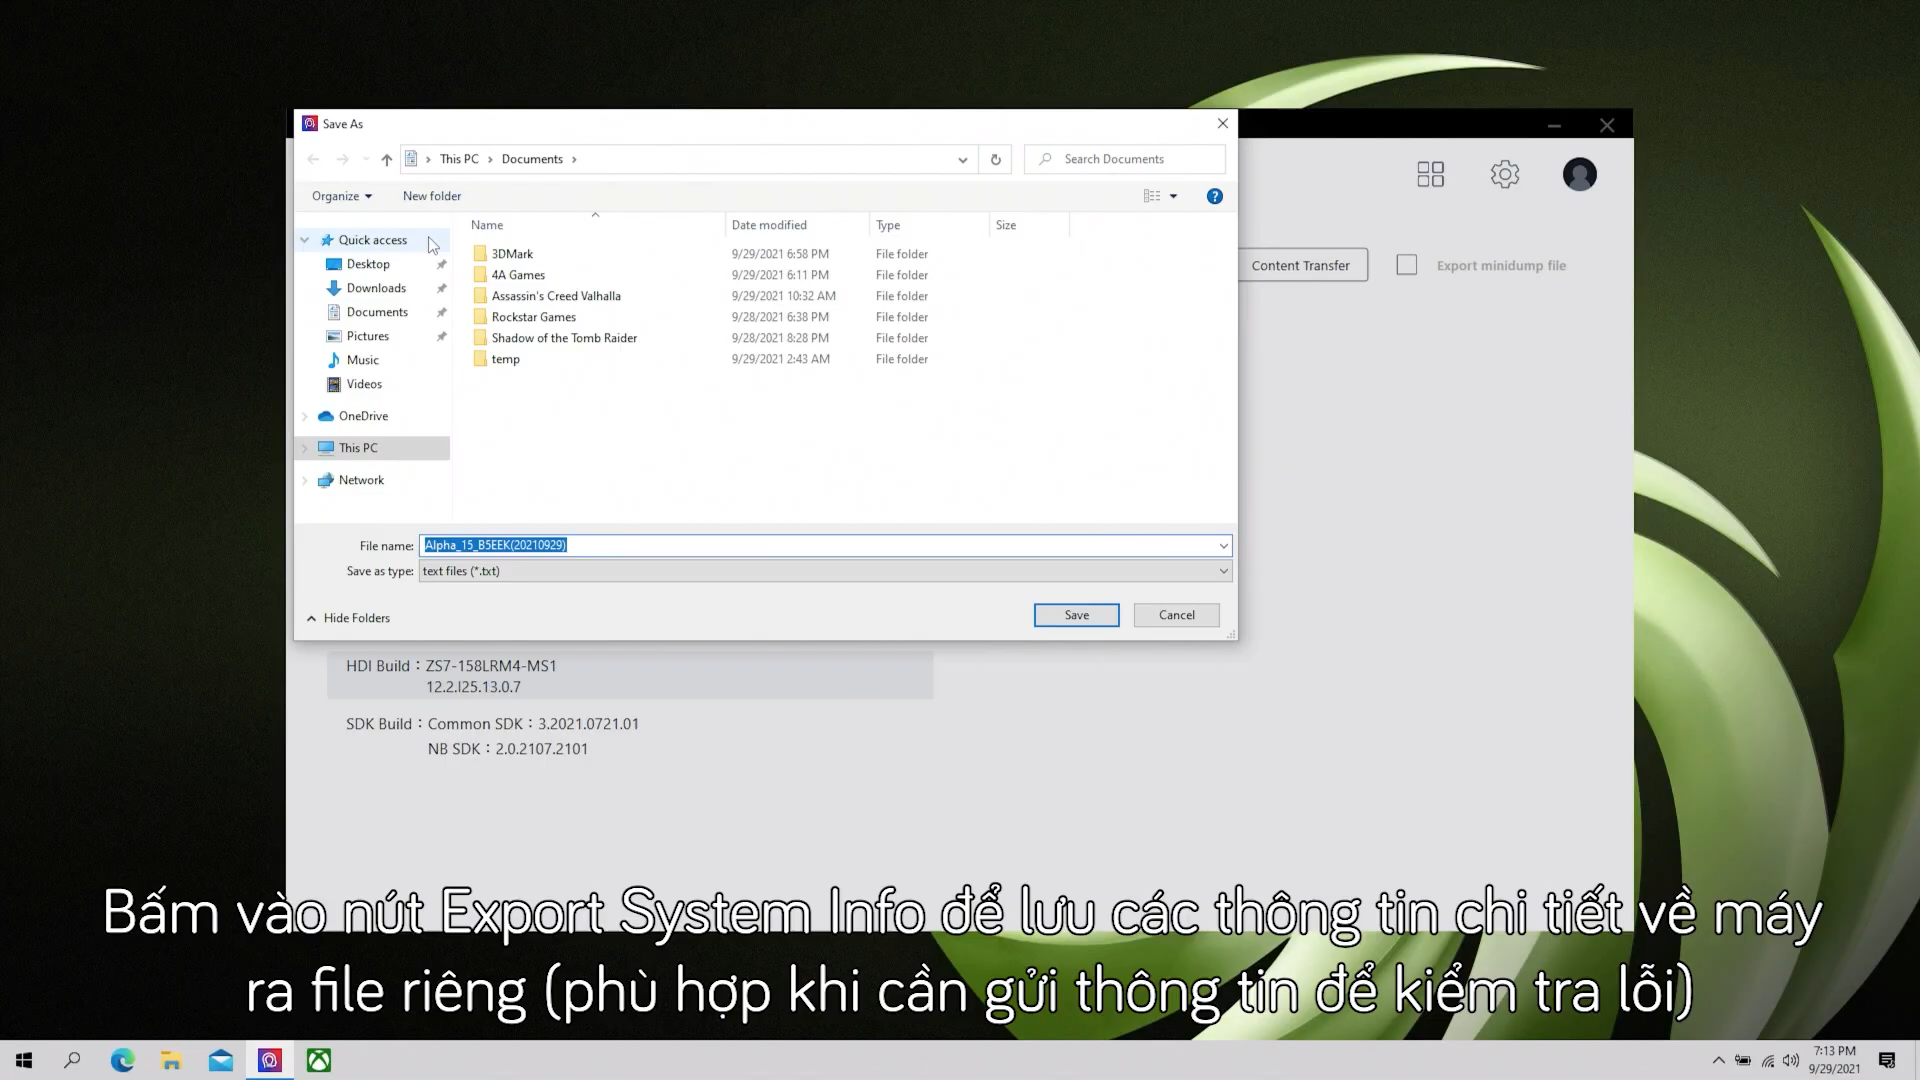 Save As
This PC > Documents >
Search Documents
Organize
New folder
Name
Date modified
Type
Size
Quick access
Desktop
Downloads
Documents
Pictures
Music
Videos
OneDrive
This PC
Network
3DMark 9/29/2021 6:58 PM File folder
4A Games 9/29/2021 6:11 PM File folder
Assassin's Creed Valhalla 9/29/2021 10:32 AM File folder
Rockstar Games 9/28/2021 6:38 PM File folder
Shadow of the Tomb Raider 9/28/2021 8:28 PM File folder
temp 9/29/2021 2:43 AM File folder
Content Transfer
Export minidump file
File name: Alpha_15_B5EEK(20210929)
Save as type: text files (*.txt)
Hide Folders
Save
Cancel
HDI Build：ZS7-158LRM4-MS1
12.2.I25.13.0.7
SDK Build：Common SDK：3.2021.0721.01
NB SDK：2.0.2107.2101
Bấm vào nút Export System Info để lưu các thông tin chi tiết về máy
ra file riêng (phù hợp khi cần gửi thông tin để kiểm tra lỗi)
7:13 PM
9/29/2021